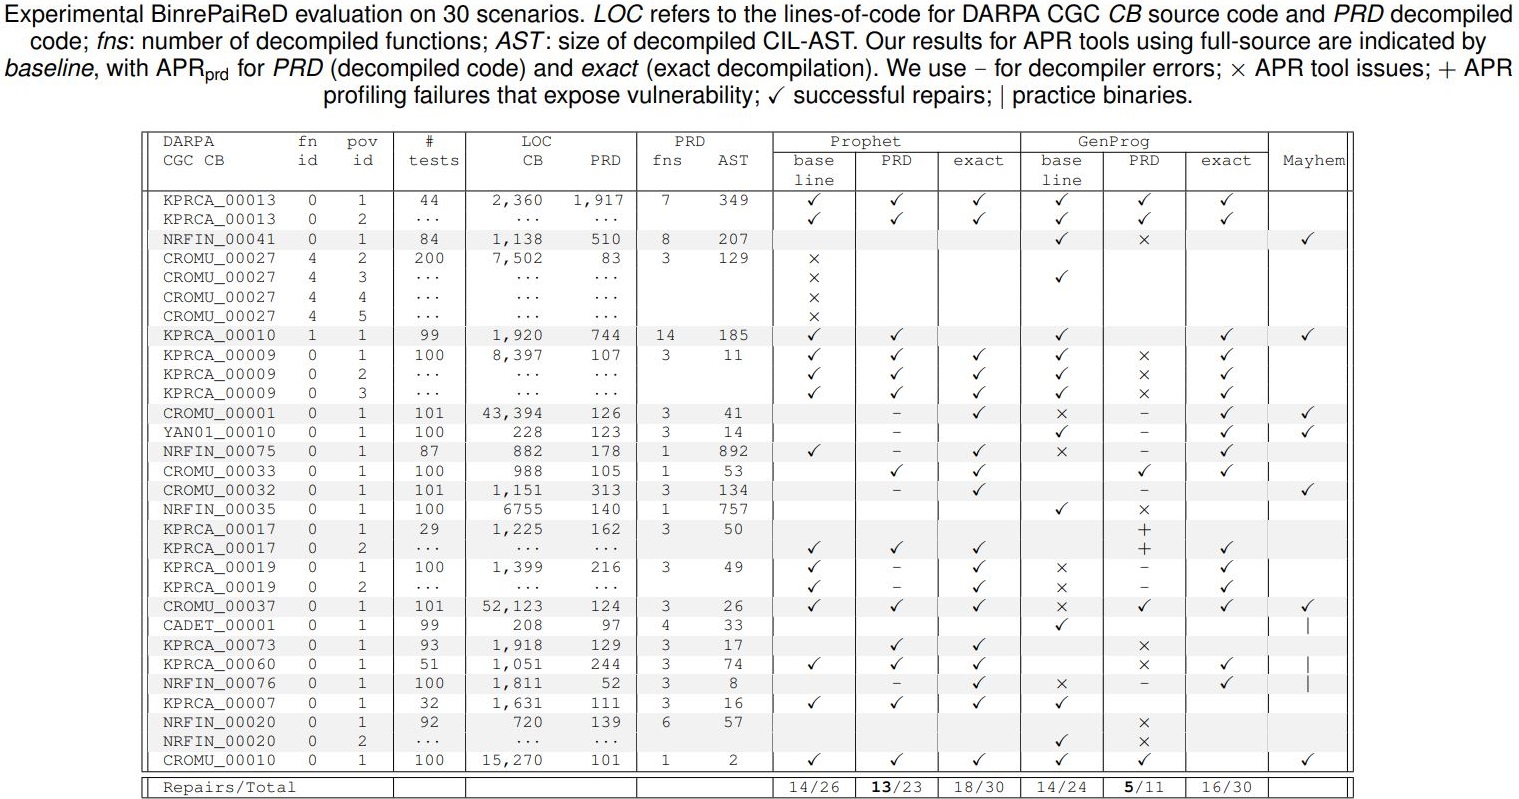 Experimental BinrePaiReD evaluation on 30 scenarios. LOC refers to the lines-of-code for DARPA CGC CB source code and PRD decompiled
code; fns: number of decompiled functions; AST: size of decompiled CIL-AST. Our results for APR tools using full-source are indicated by
baseline, with APRprd for PRD (decompiled code) and exact (exact decompilation). We use – for decompiler errors; × APR tool issues; + APR
profiling failures that expose vulnerability; ✓ successful repairs; | practice binaries.
DARPA fn pov # LOC PRD Prophet GenProg
CGC CB id id tests CB PRD fns AST base PRD exact base PRD exact Mayhem
line line
KPRCA_00013 0 1 44 2,360 1,917 7 349 ✓ ✓ ✓ ✓ ✓ ✓
KPRCA_00013 0 2 ... ... ... ✓ ✓ ✓ ✓ ✓ ✓
NRFIN_00041 0 1 84 1,138 510 8 207 ✓ × ✓
CROMU_00027 4 2 200 7,502 83 3 129 ×
CROMU_00027 4 3 ... ... ... × ✓
CROMU_00027 4 4 ... ... ... ×
CROMU_00027 4 5 ... ... ... ×
KPRCA_00010 1 1 99 1,920 744 14 185 ✓ ✓ ✓ ✓ ✓
KPRCA_00009 0 1 100 8,397 107 3 11 ✓ ✓ ✓ ✓ × ✓
KPRCA_00009 0 2 ... ... ... ✓ ✓ ✓ ✓ × ✓
KPRCA_00009 0 3 ... ... ... ✓ ✓ ✓ ✓ × ✓
CROMU_00001 0 1 101 43,394 126 3 41 – ✓ × – ✓ ✓
YAN01_00010 0 1 100 228 123 3 14 – ✓ – ✓ ✓
NRFIN_00075 0 1 87 882 178 1 892 ✓ – ✓ × – ✓
CROMU_00033 0 1 100 988 105 1 53 ✓ ✓ ✓ ✓
CROMU_00032 0 1 101 1,151 313 3 134 – ✓ – ✓
NRFIN_00035 0 1 100 6755 140 1 757 ✓ ×
KPRCA_00017 0 1 29 1,225 162 3 50 +
KPRCA_00017 0 2 ... ... ... ✓ ✓ ✓ + ✓
KPRCA_00019 0 1 100 1,399 216 3 49 ✓ – ✓ × – ✓
KPRCA_00019 0 2 ... ... ... ✓ – ✓ × – ✓
CROMU_00037 0 1 101 52,123 124 3 26 ✓ ✓ ✓ × ✓ ✓ ✓
CADET_00001 0 1 99 208 97 4 33 ✓ |
KPRCA_00073 0 1 93 1,918 129 3 17 ✓ ✓ ×
KPRCA_00060 0 1 51 1,051 244 3 74 ✓ ✓ ✓ × ✓ |
NRFIN_00076 0 1 100 1,811 52 3 8 – ✓ × – ✓ |
KPRCA_00007 0 1 32 1,631 111 3 16 ✓ ✓ ✓ ✓
NRFIN_00020 0 1 92 720 139 6 57 ×
NRFIN_00020 0 2 ... ... ... ✓ ×
CROMU_00010 0 1 100 15,270 101 1 2 ✓ ✓ ✓ ✓ ✓ ✓
Repairs/Total 14/26 13/23 18/30 14/24 5/11 16/30